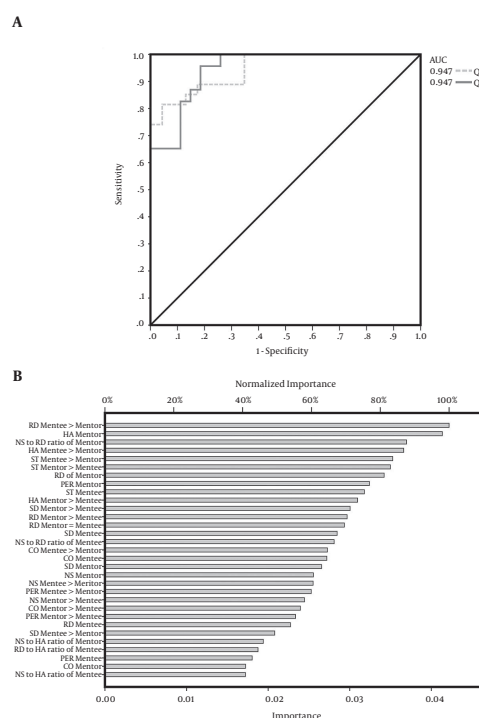 A
AUC
0.947 Q
0.947 Q
1.0
.9
.8
.7
.6
.5
.4
.3
.2
.1
.0
Sensitivity
.0 .1 .2 .3 .4 .5 .6 .7 .8 .9 1.0
1-Specificity
B
Normalized Importance
0% 20% 40% 60% 80% 100%
RD Mentee > Mentor
HA Mentor
NS to RD ratio of Mentor
HA Mentee > Mentor
ST Mentee > Mentor
ST Mentor > Mentee
RD of Mentor
PER Mentor
ST Mentee
HA Mentor > Mentee
SD Mentor > Mentee
RD Mentor > Mentee
RD Mentor = Mentee
SD Mentee
NS to RD ratio of Mentee
CO Mentee > Mentor
CO Mentee
SD Mentor
NS Mentor
NS Mentee > Meritor
PER Mentee > Mentor
NS Mentor > Mentee
CO Mentor > Mentee
PER Mentor > Mentee
RD Mentee
SD Mentee > Mentor
NS to HA ratio of Mentor
RD to HA ratio of Mentor
PER Mentee
CO Mentor
NS to HA ratio of Mentee
0.00 0.01 0.02 0.03 0.04
Importance